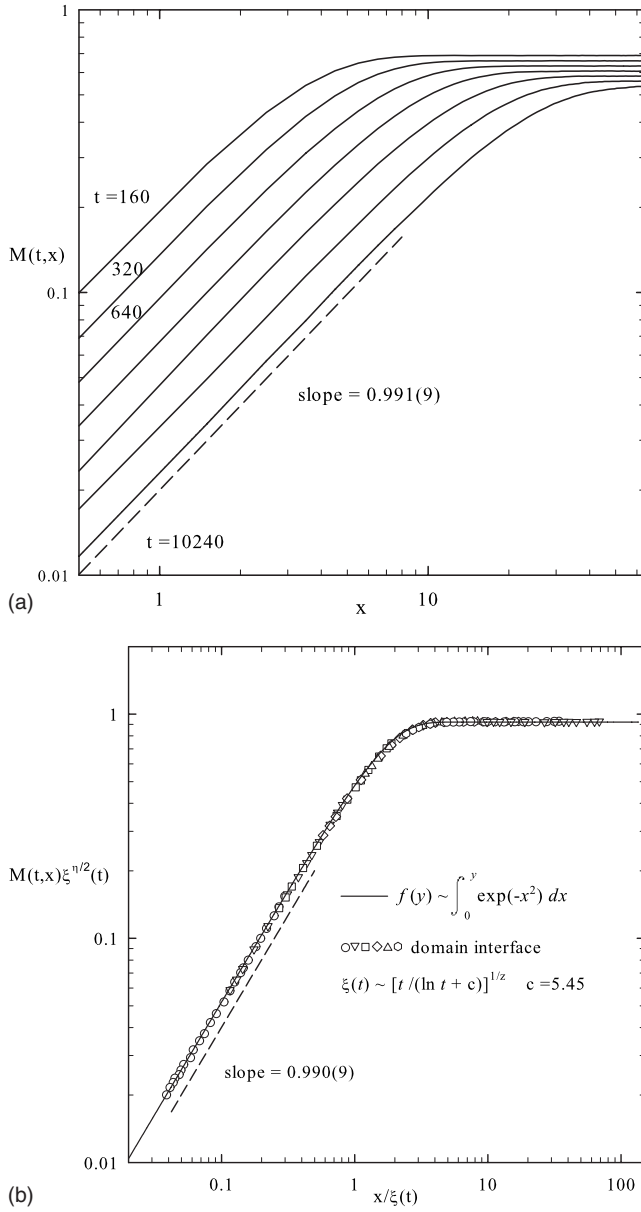 1
t =160
M(t,x)
320
0.1
640
slope = 0.991(9)
t=10240
0.01
(a)
1
x
10
1
M(t,x)ξ^{η/2}(t)
f(y) ~ ∫_0^y exp(-x²) dx
domain interface
0.1
ξ(t) ~ [t /(ln t + c)]^{1/z} c =5.45
slope = 0.990(9)
0.01
(b)
0.1
1
10
100
x/ξ(t)